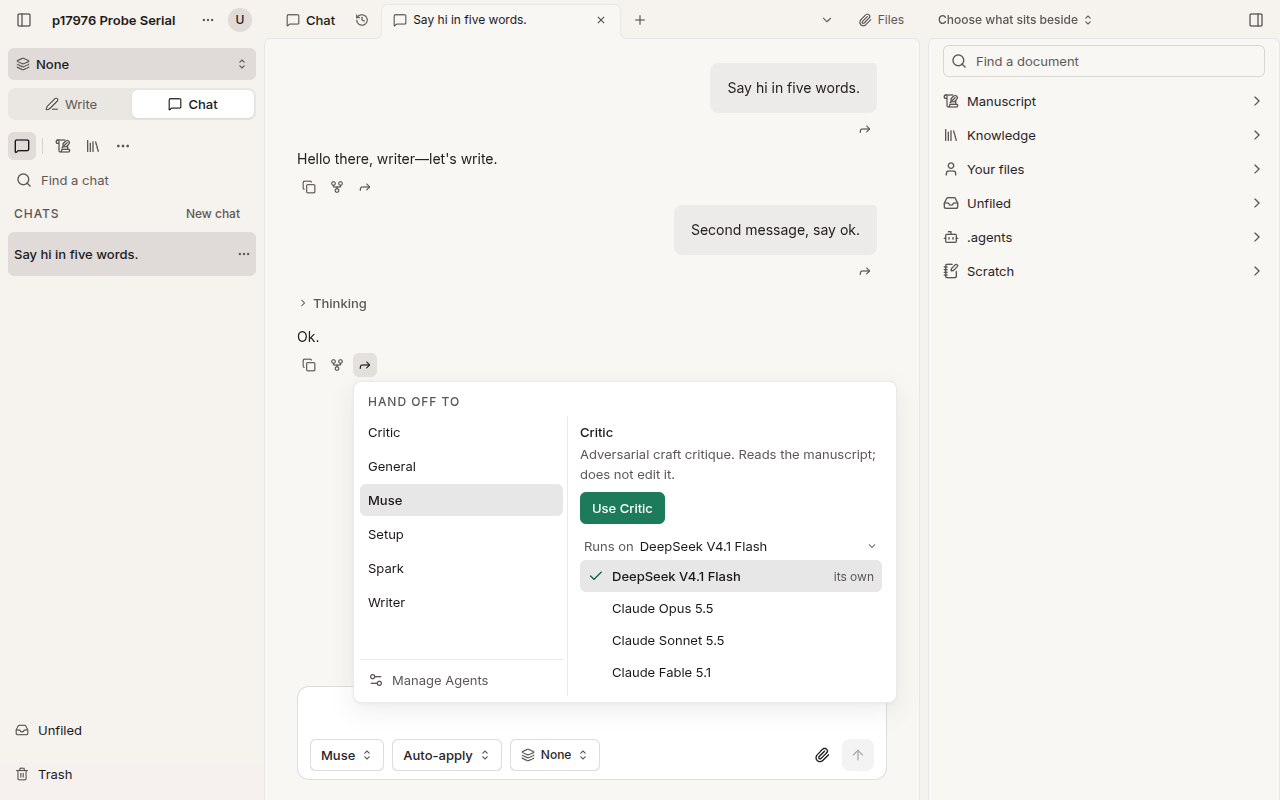 p17976 Probe Serial
U
None
Write
Chat
Find a chat
CHATS
New chat
Say hi in five words.
Unfiled
Trash
Chat
Say hi in five words.
Files
Say hi in five words.
Hello there, writer—let's write.
Second message, say ok.
Thinking
Ok.
HAND OFF TO
Critic
General
Muse
Setup
Spark
Writer
Manage Agents
Critic
Adversarial craft critique. Reads the manuscript;
does not edit it.
Use Critic
Runs on DeepSeek V4.1 Flash
DeepSeek V4.1 Flash its own
Claude Opus 5.5
Claude Sonnet 5.5
Claude Fable 5.1
Muse
Auto-apply
None
Choose what sits beside
Find a document
Manuscript
Knowledge
Your files
Unfiled
.agents
Scratch